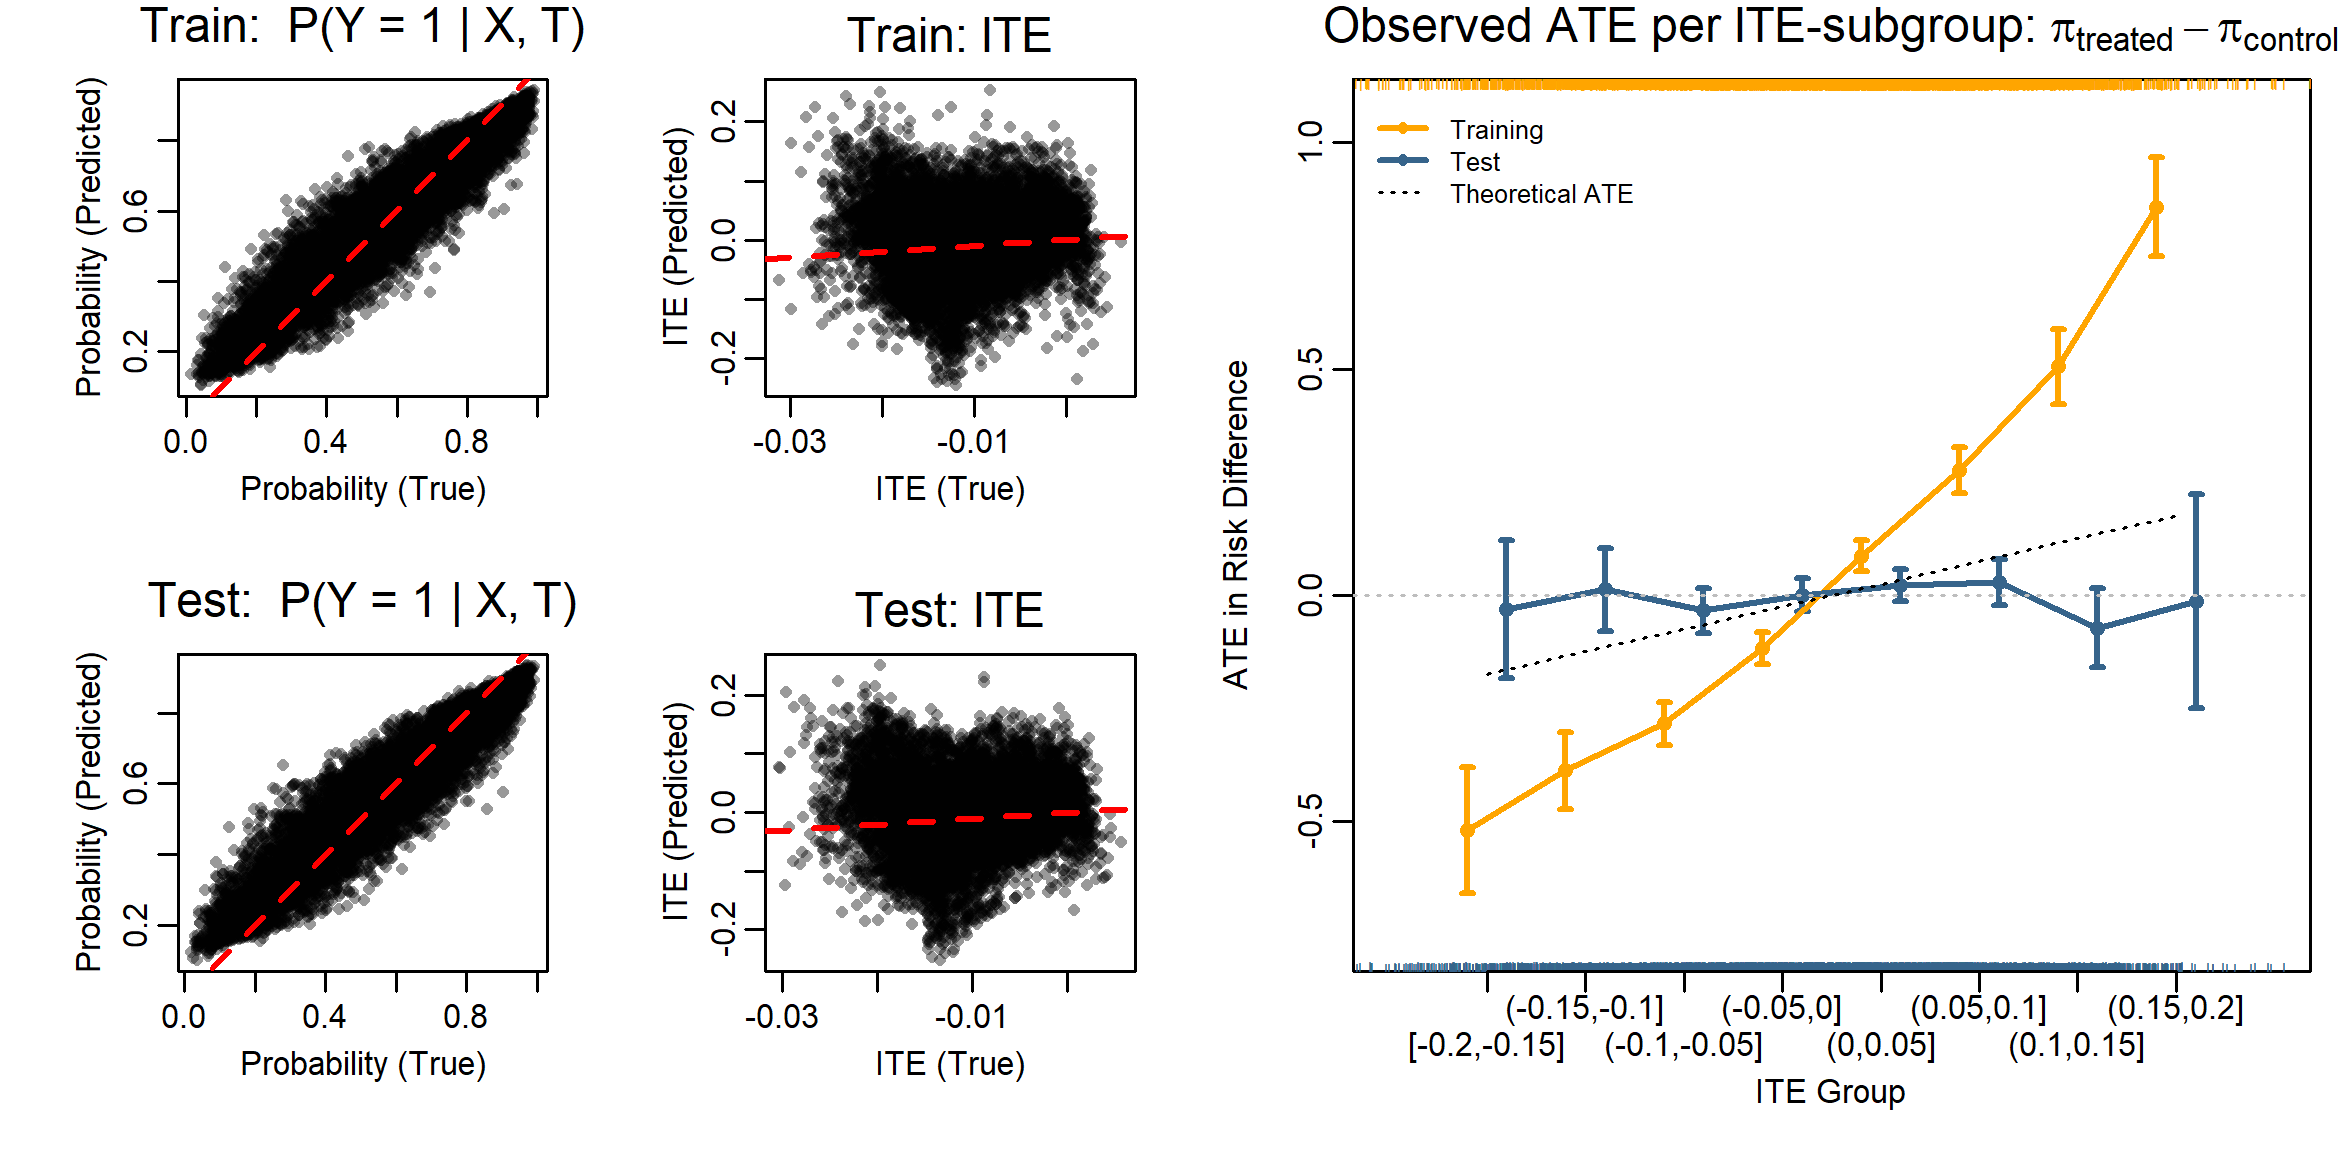 Train:  P(Y = 1 | X, T)
Probability (Predicted)
0.6
0.2
0.0 0.4 0.8
Probability (True)
Train: ITE
ITE (Predicted)
0.2
0.0
-0.2
-0.03 -0.01
ITE (True)
Test:  P(Y = 1 | X, T)
Probability (Predicted)
0.6
0.2
0.0 0.4 0.8
Probability (True)
Test: ITE
ITE (Predicted)
0.2
0.0
-0.2
-0.03 -0.01
ITE (True)
Observed ATE per ITE-subgroup: πtreated − πcontrol
ATE in Risk Difference
1.0
0.5
0.0
-0.5
Training
Test
Theoretical ATE
(-0.15,-0.1] (-0.05,0] (0.05,0.1] (0.15,0.2]
[-0.2,-0.15] (-0.1,-0.05] (0,0.05] (0.1,0.15]
ITE Group